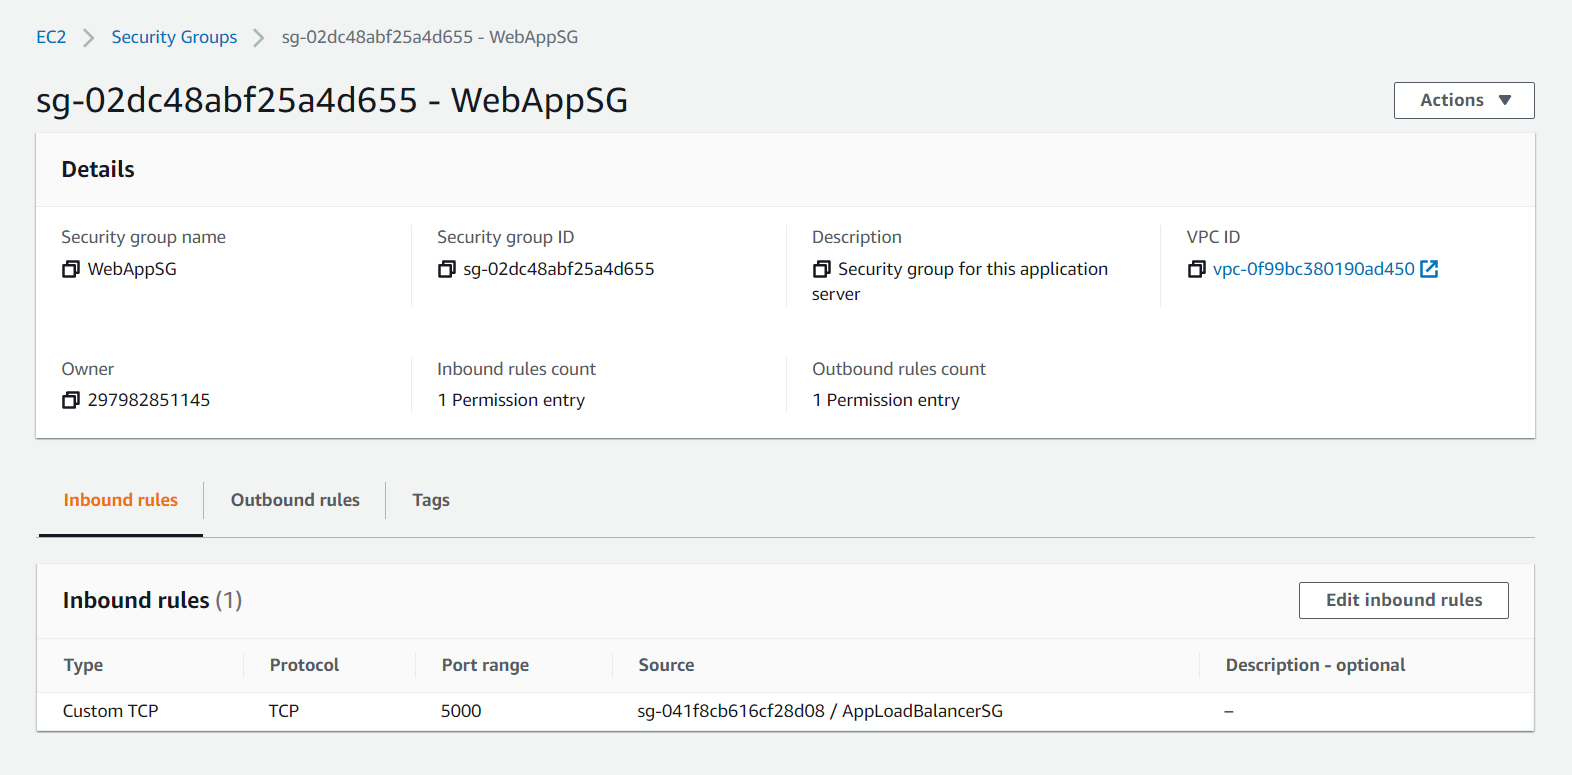 EC2 > Security Groups > sg-02dc48abf25a4d655 - WebAppSG
sg-02dc48abf25a4d655 - WebAppSG
Actions
Details
Security group name
WebAppSG
Security group ID
sg-02dc48abf25a4d655
Description
Security group for this application
server
VPC ID
vpc-0f99bc380190ad450
Owner
297982851145
Inbound rules count
1 Permission entry
Outbound rules count
1 Permission entry
Inbound rules Outbound rules Tags
Inbound rules (1)
Edit inbound rules
Type Protocol Port range Source Description - optional
Custom TCP TCP 5000 sg-041f8cb616cf28d08 / AppLoadBalancerSG –